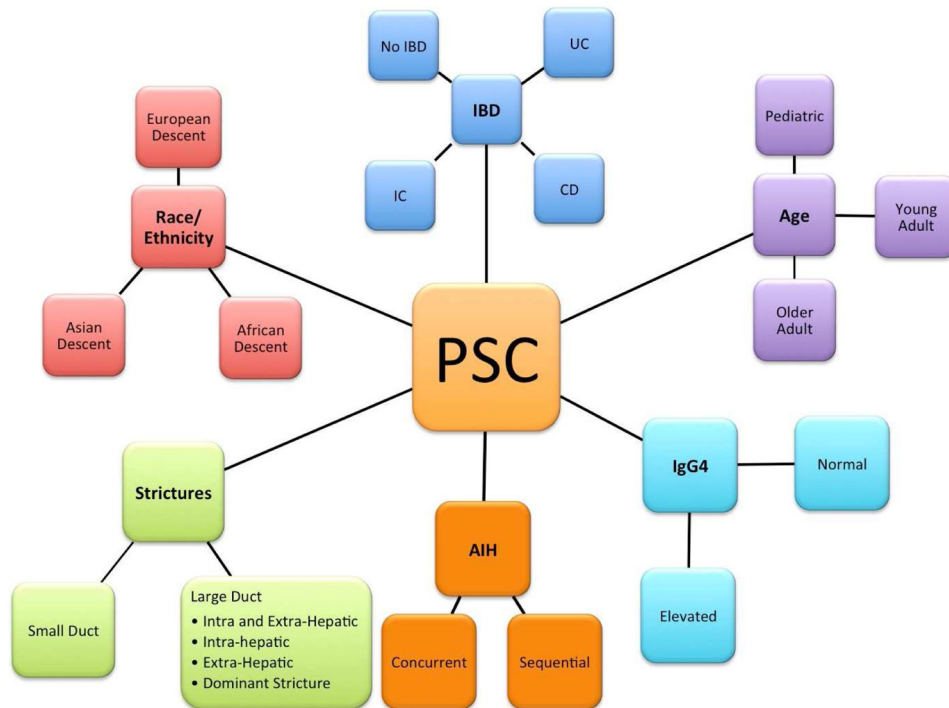 No IBD
UC
IBD
IC
CD
European
Descent
Race/
Ethnicity
Asian
Descent
African
Descent
Pediatric
Age
Young
Adult
Older
Adult
PSC
Strictures
Small Duct
Large Duct
• Intra and Extra-Hepatic
• Intra-hepatic
• Extra-Hepatic
• Dominant Stricture
AIH
Concurrent
Sequential
IgG4
Normal
Elevated